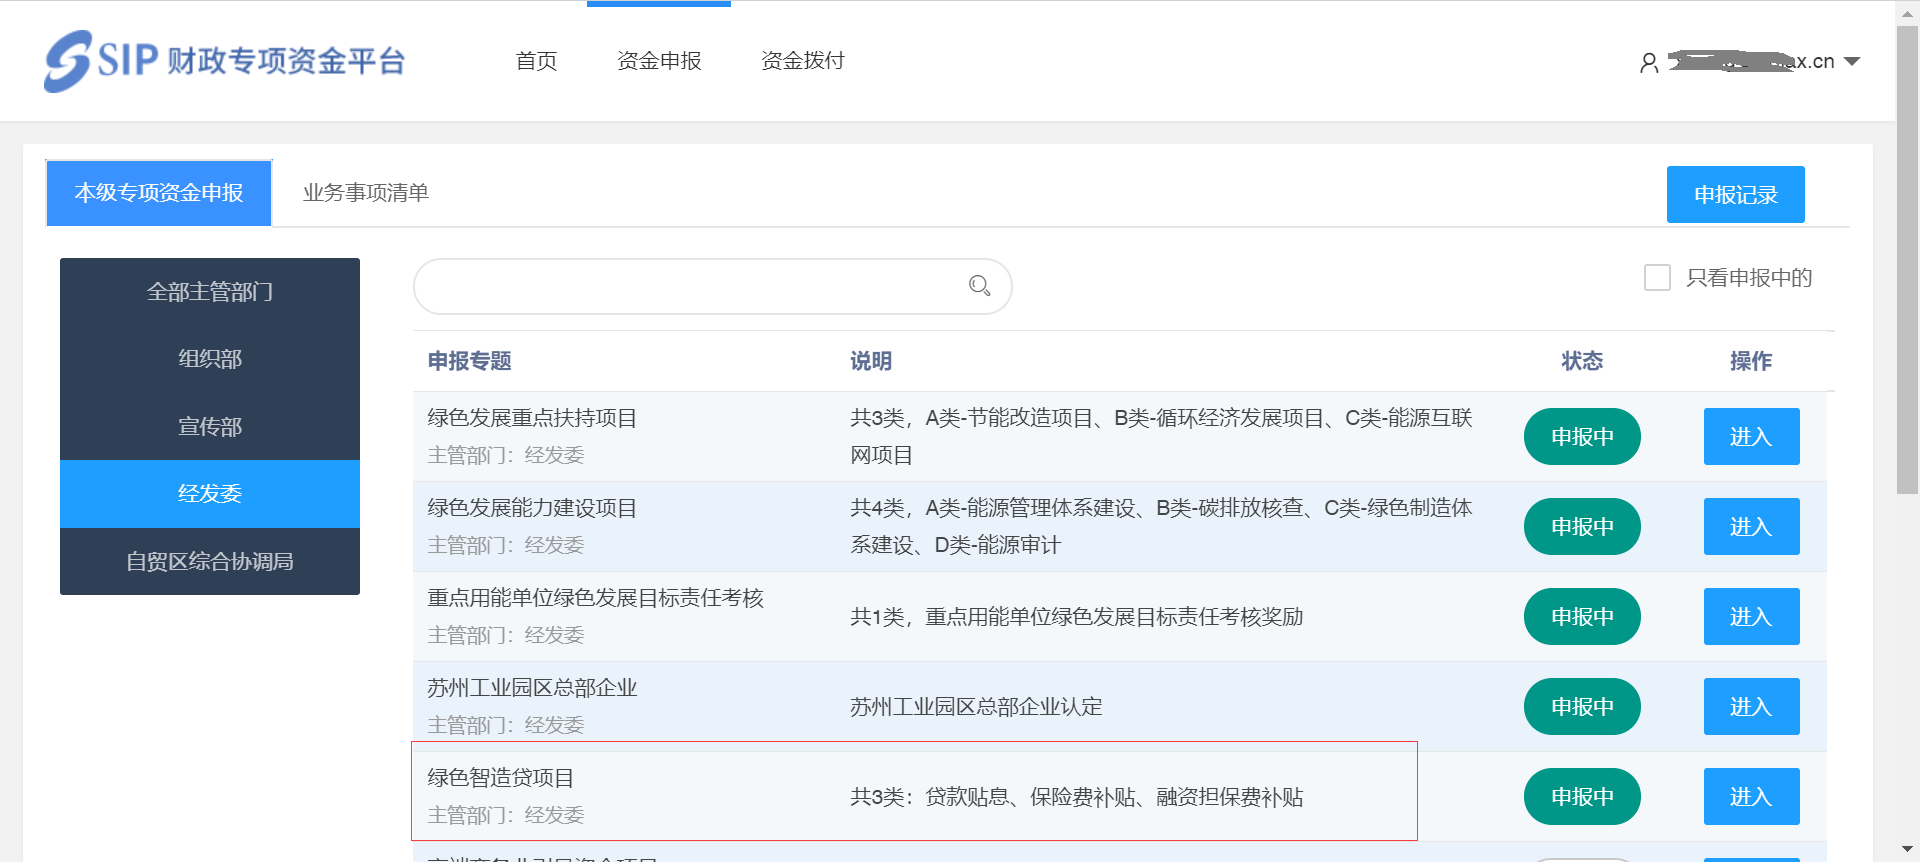 SIP 财政专项资金平台
首页 资金申报 资金拨付
ax.cn
本级专项资金申报 业务事项清单
申报记录
全部主管部门
组织部
宣传部
经发委
自贸区综合协调局
只看申报中的
申报专题 说明 状态 操作
绿色发展重点扶持项目
主管部门：经发委
共3类，A类-节能改造项目、B类-循环经济发展项目、C类-能源互联
网项目
申报中 进入
绿色发展能力建设项目
主管部门：经发委
共4类，A类-能源管理体系建设、B类-碳排放核查、C类-绿色制造体
系建设、D类-能源审计
申报中 进入
重点用能单位绿色发展目标责任考核
主管部门：经发委
共1类，重点用能单位绿色发展目标责任考核奖励
申报中 进入
苏州工业园区总部企业
主管部门：经发委
苏州工业园区总部企业认定
申报中 进入
绿色智造贷项目
主管部门：经发委
共3类：贷款贴息、保险费补贴、融资担保费补贴
申报中 进入